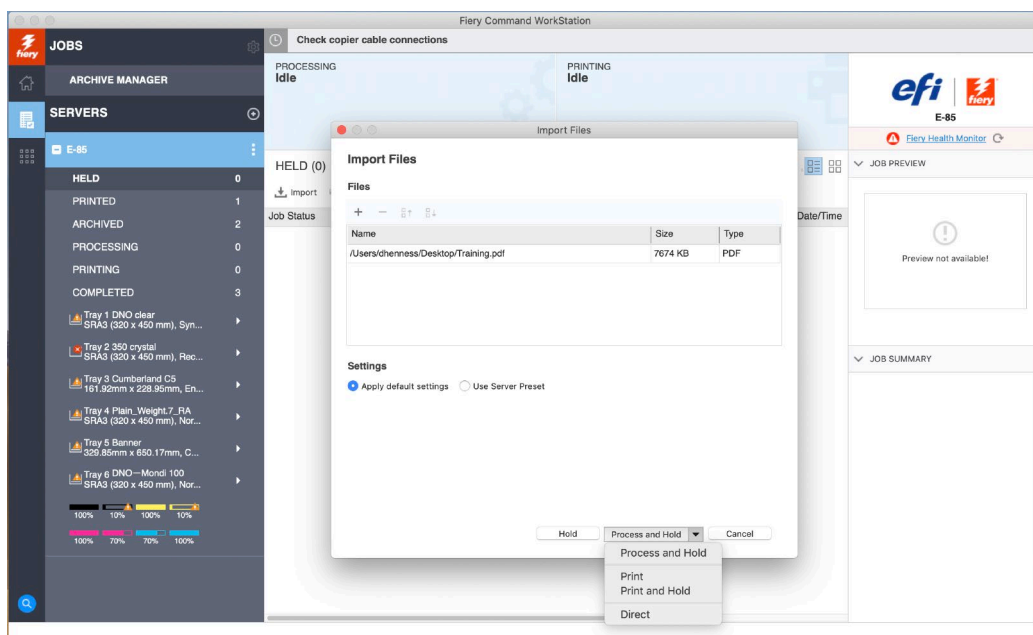 Fiery Command WorkStation
fiery
JOBS
Check copier cable connections
ARCHIVE MANAGER
PROCESSING
Idle
PRINTING
Idle
efi fiery
E-85
Fiery Health Monitor
SERVERS
E-85
HELD 0
PRINTED 1
ARCHIVED 2
PROCESSING 0
PRINTING 0
COMPLETED 3
Tray 1 DNO clear
SRA3 (320 x 450 mm), Syn...
Tray 2 350 crystal
SRA3 (320 x 450 mm), Rec...
Tray 3 Cumberland C5
161.92mm x 228.95mm, En...
Tray 4 Plain_Weight.7_RA
SRA3 (320 x 450 mm), Nor...
Tray 5 Banner
329.85mm x 650.17mm, C...
Tray 6 DNO—Mondi 100
SRA3 (320 x 450 mm), Nor...
100% 10% 100% 10%
100% 70% 70% 100%
HELD (0)
Import
Job Status
Date/Time
Import Files
Import Files
Files
Name Size Type
/Users/dhenness/Desktop/Training.pdf 7674 KB PDF
Settings
Apply default settings Use Server Preset
Hold Process and Hold Cancel
Process and Hold
Print
Print and Hold
Direct
JOB PREVIEW
Preview not available!
JOB SUMMARY